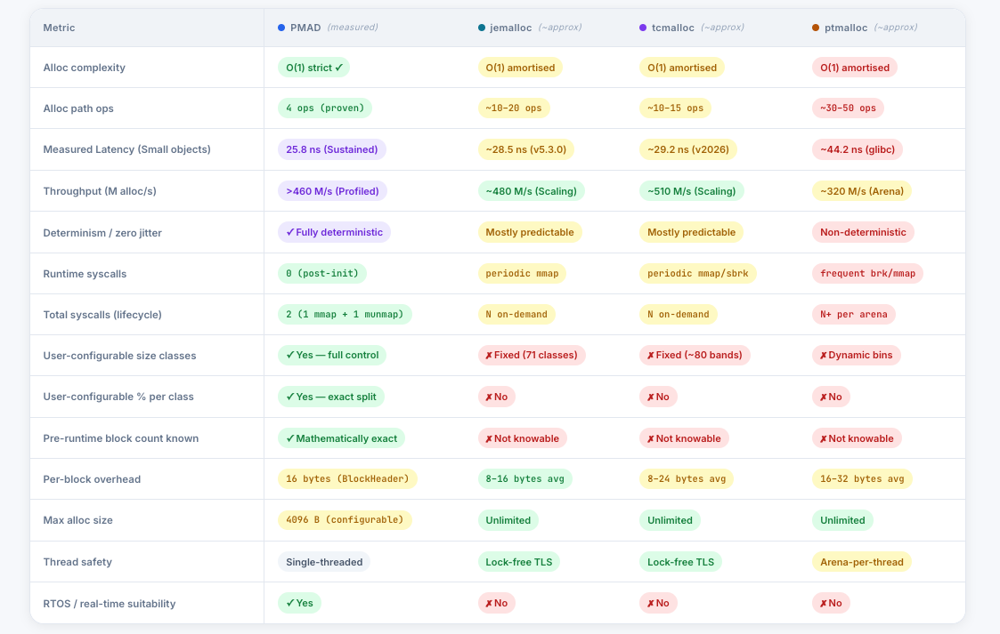 Metric PMAD (measured) jemalloc (~approx) tcmalloc (~approx) ptmalloc (~approx)
Alloc complexity O(1) strict ✓ O(1) amortised O(1) amortised O(1) amortised
Alloc path ops 4 ops (proven) ~10–20 ops ~10–15 ops ~30–50 ops
Measured Latency (Small objects) 25.8 ns (Sustained) ~28.5 ns (v5.3.0) ~29.2 ns (v2026) ~44.2 ns (glibc)
Throughput (M alloc/s) >460 M/s (Profiled) ~480 M/s (Scaling) ~510 M/s (Scaling) ~320 M/s (Arena)
Determinism / zero jitter ✓ Fully deterministic Mostly predictable Mostly predictable Non-deterministic
Runtime syscalls 0 (post-init) periodic mmap periodic mmap/sbrk frequent brk/mmap
Total syscalls (lifecycle) 2 (1 mmap + 1 munmap) N on-demand N on-demand N+ per arena
User-configurable size classes ✓ Yes — full control ✗ Fixed (71 classes) ✗ Fixed (~80 bands) ✗ Dynamic bins
User-configurable % per class ✓ Yes — exact split ✗ No ✗ No ✗ No
Pre-runtime block count known ✓ Mathematically exact ✗ Not knowable ✗ Not knowable ✗ Not knowable
Per-block overhead 16 bytes (BlockHeader) 8–16 bytes avg 8–24 bytes avg 16–32 bytes avg
Max alloc size 4096 B (configurable) Unlimited Unlimited Unlimited
Thread safety Single-threaded Lock-free TLS Lock-free TLS Arena-per-thread
RTOS / real-time suitability ✓ Yes ✗ No ✗ No ✗ No